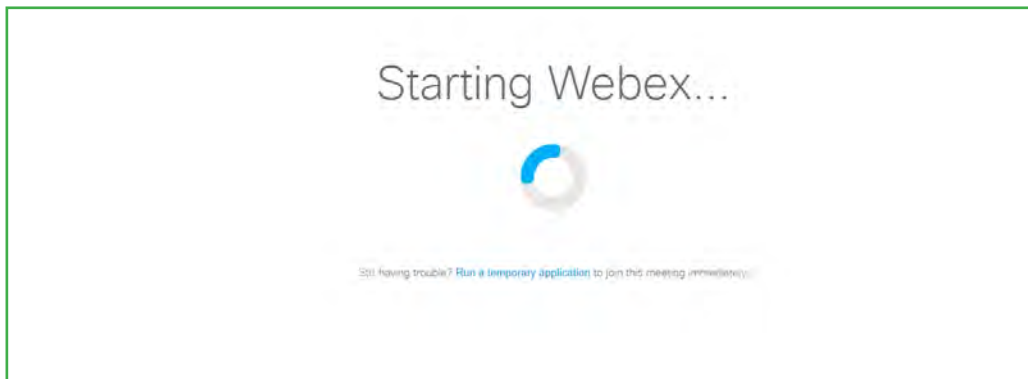 Starting Webex...
Still having trouble? Run a temporary application to join this meeting immediately.